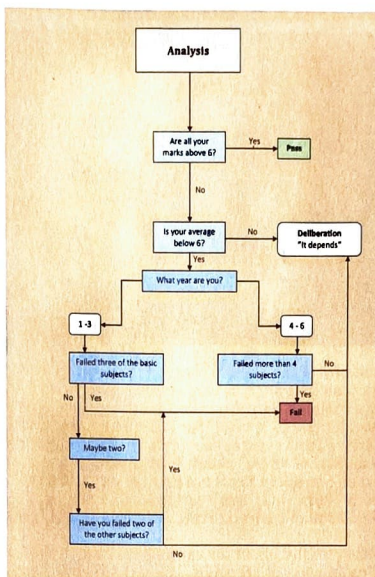 Analysis
Are all your
marks above 6?
Yes
Pass
No
Is your average
below 6?
No
Deliberation
"It depends"
Yes
What year are you?
1 -3
4 - 6
Failed three of the basic
subjects?
Failed more than 4
subjects?
No
No
Yes
Yes
Fail
Maybe two?
Yes
Yes
Have you failed two of
the other subjects?
No